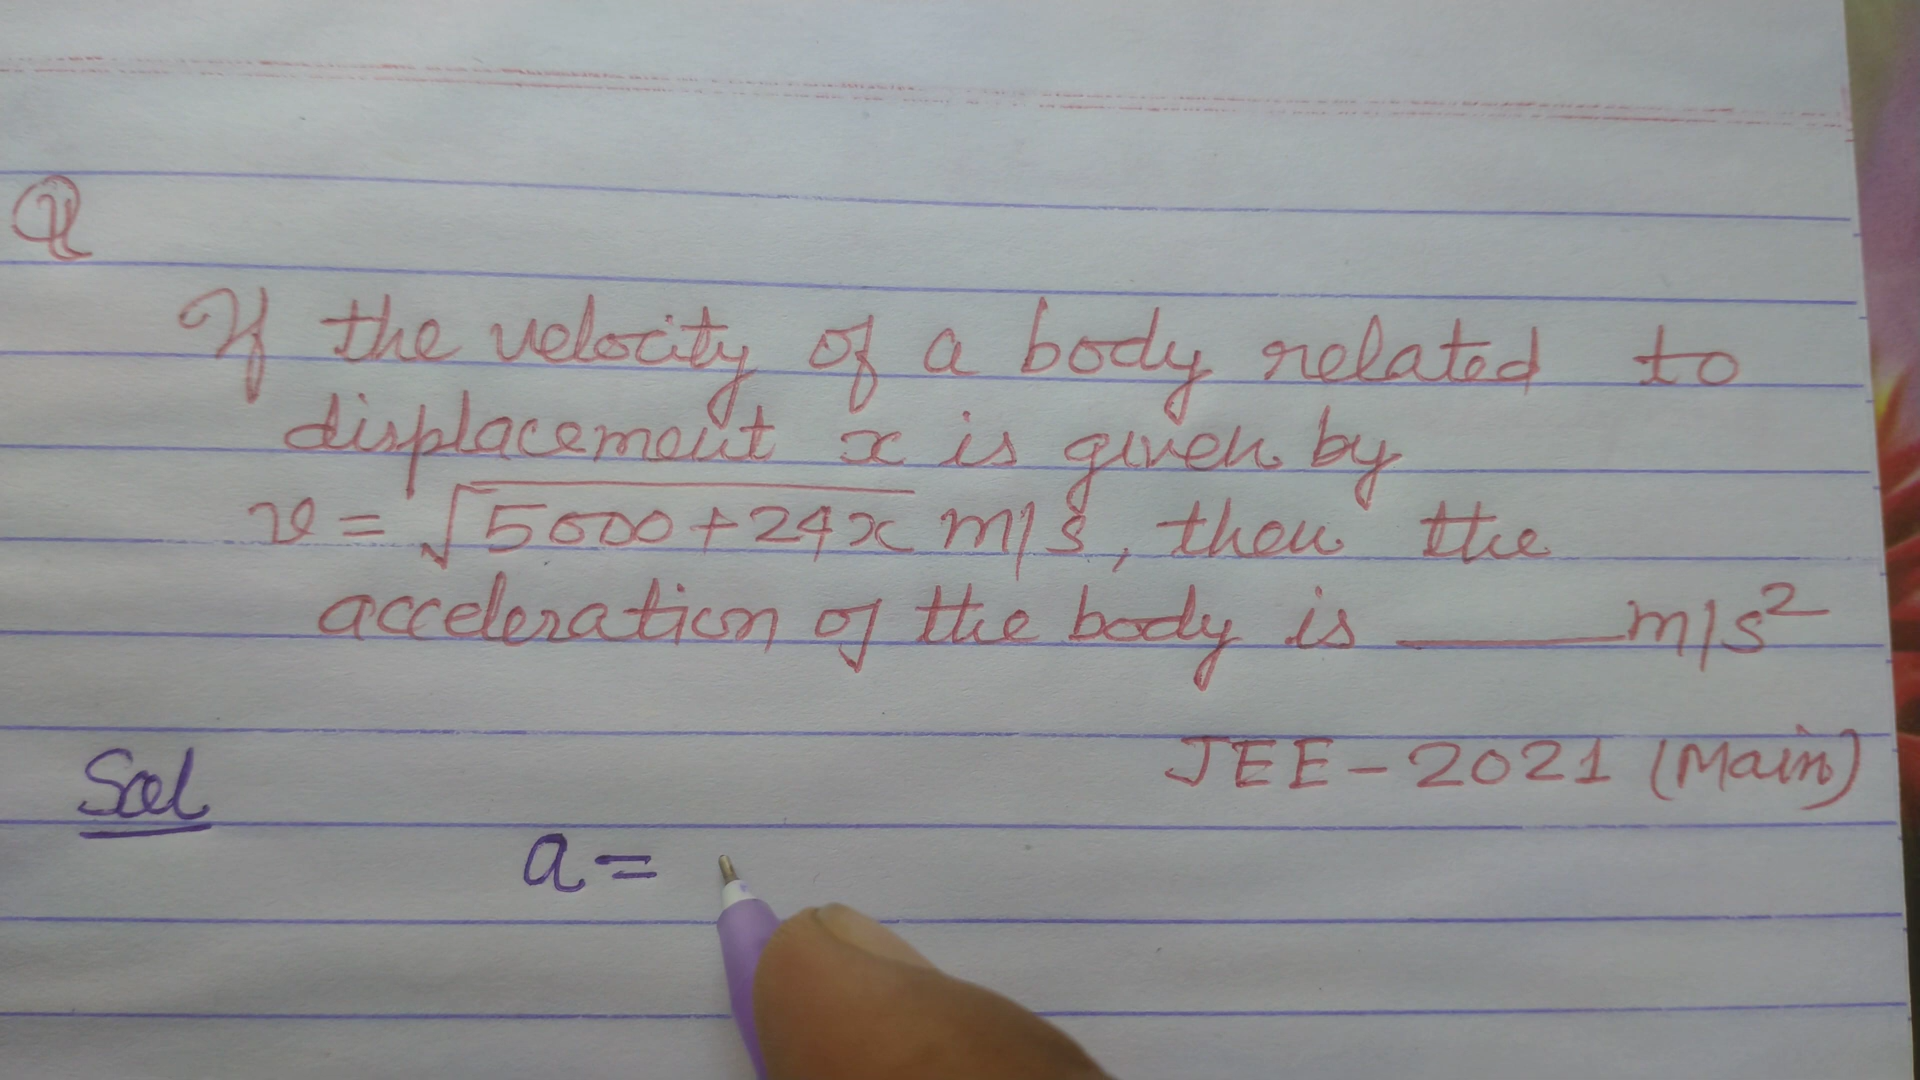 Q
If the velocity of a body related to
displacement x is given by
v = √5000+24x m/s, then the
acceleration of the body is ____ m/s²
JEE-2021 (Main)
Sol
a =